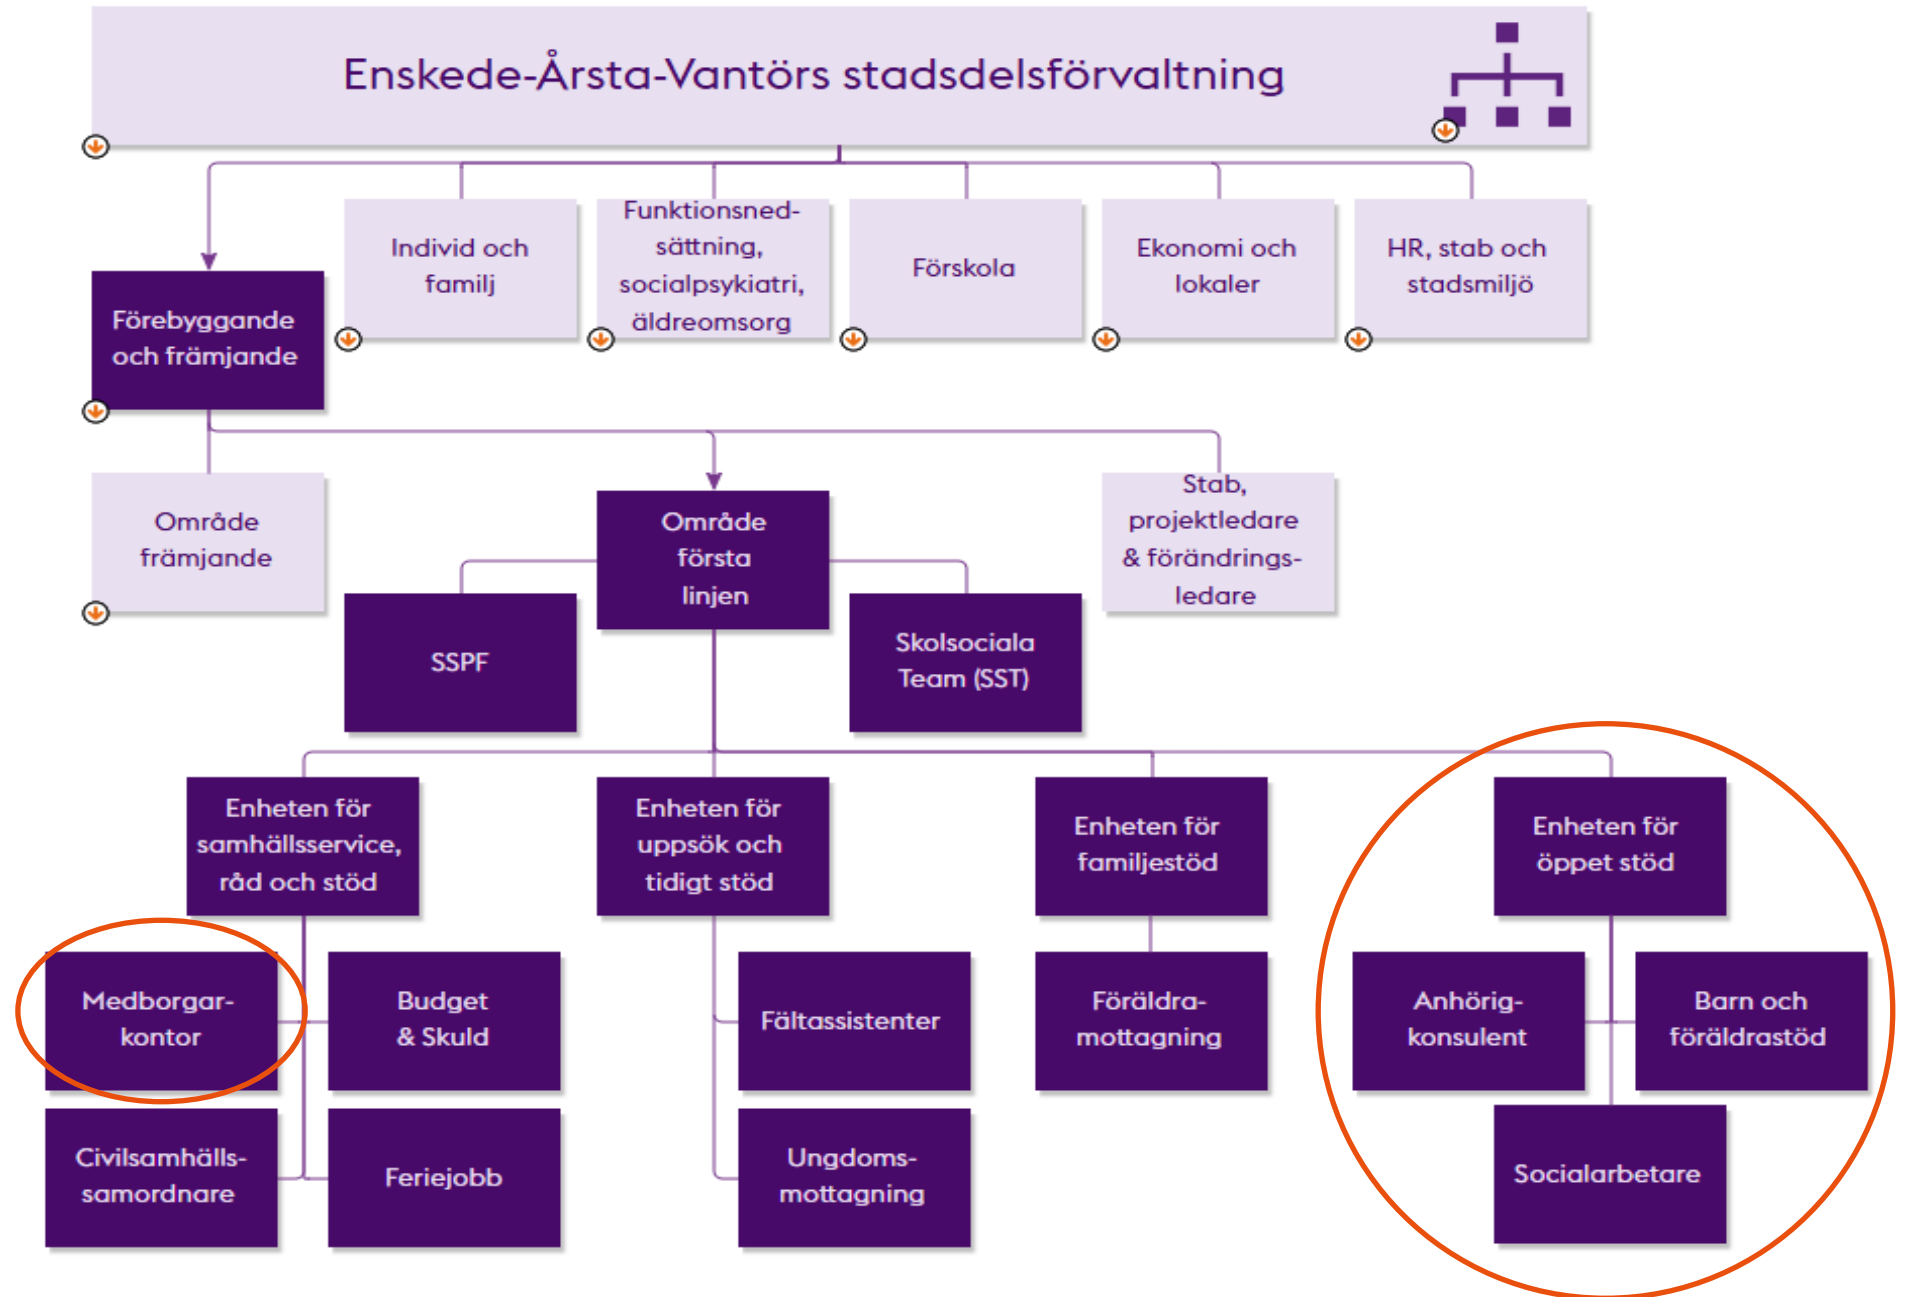 Enskede-Årsta-Vantörs stadsdelsförvaltning
Förebyggande
och främjande
Individ och
familj
Funktionsned-
sättning,
socialpsykiatri,
äldreomsorg
Förskola
Ekonomi och
lokaler
HR, stab och
stadsmiljö
Område
främjande
Område
första
linjen
Stab,
projektledare
& förändrings-
ledare
SSPF
Skolsociala
Team (SST)
Enheten för
samhällsservice,
råd och stöd
Enheten för
uppsök och
tidigt stöd
Enheten för
familjestöd
Enheten för
öppet stöd
Medborgar-
kontor
Budget
& Skuld
Fältassistenter
Föräldra-
mottagning
Anhörig-
konsulent
Barn och
föräldrastöd
Civilsamhälls-
samordnare
Feriejobb
Ungdoms-
mottagning
Socialarbetare